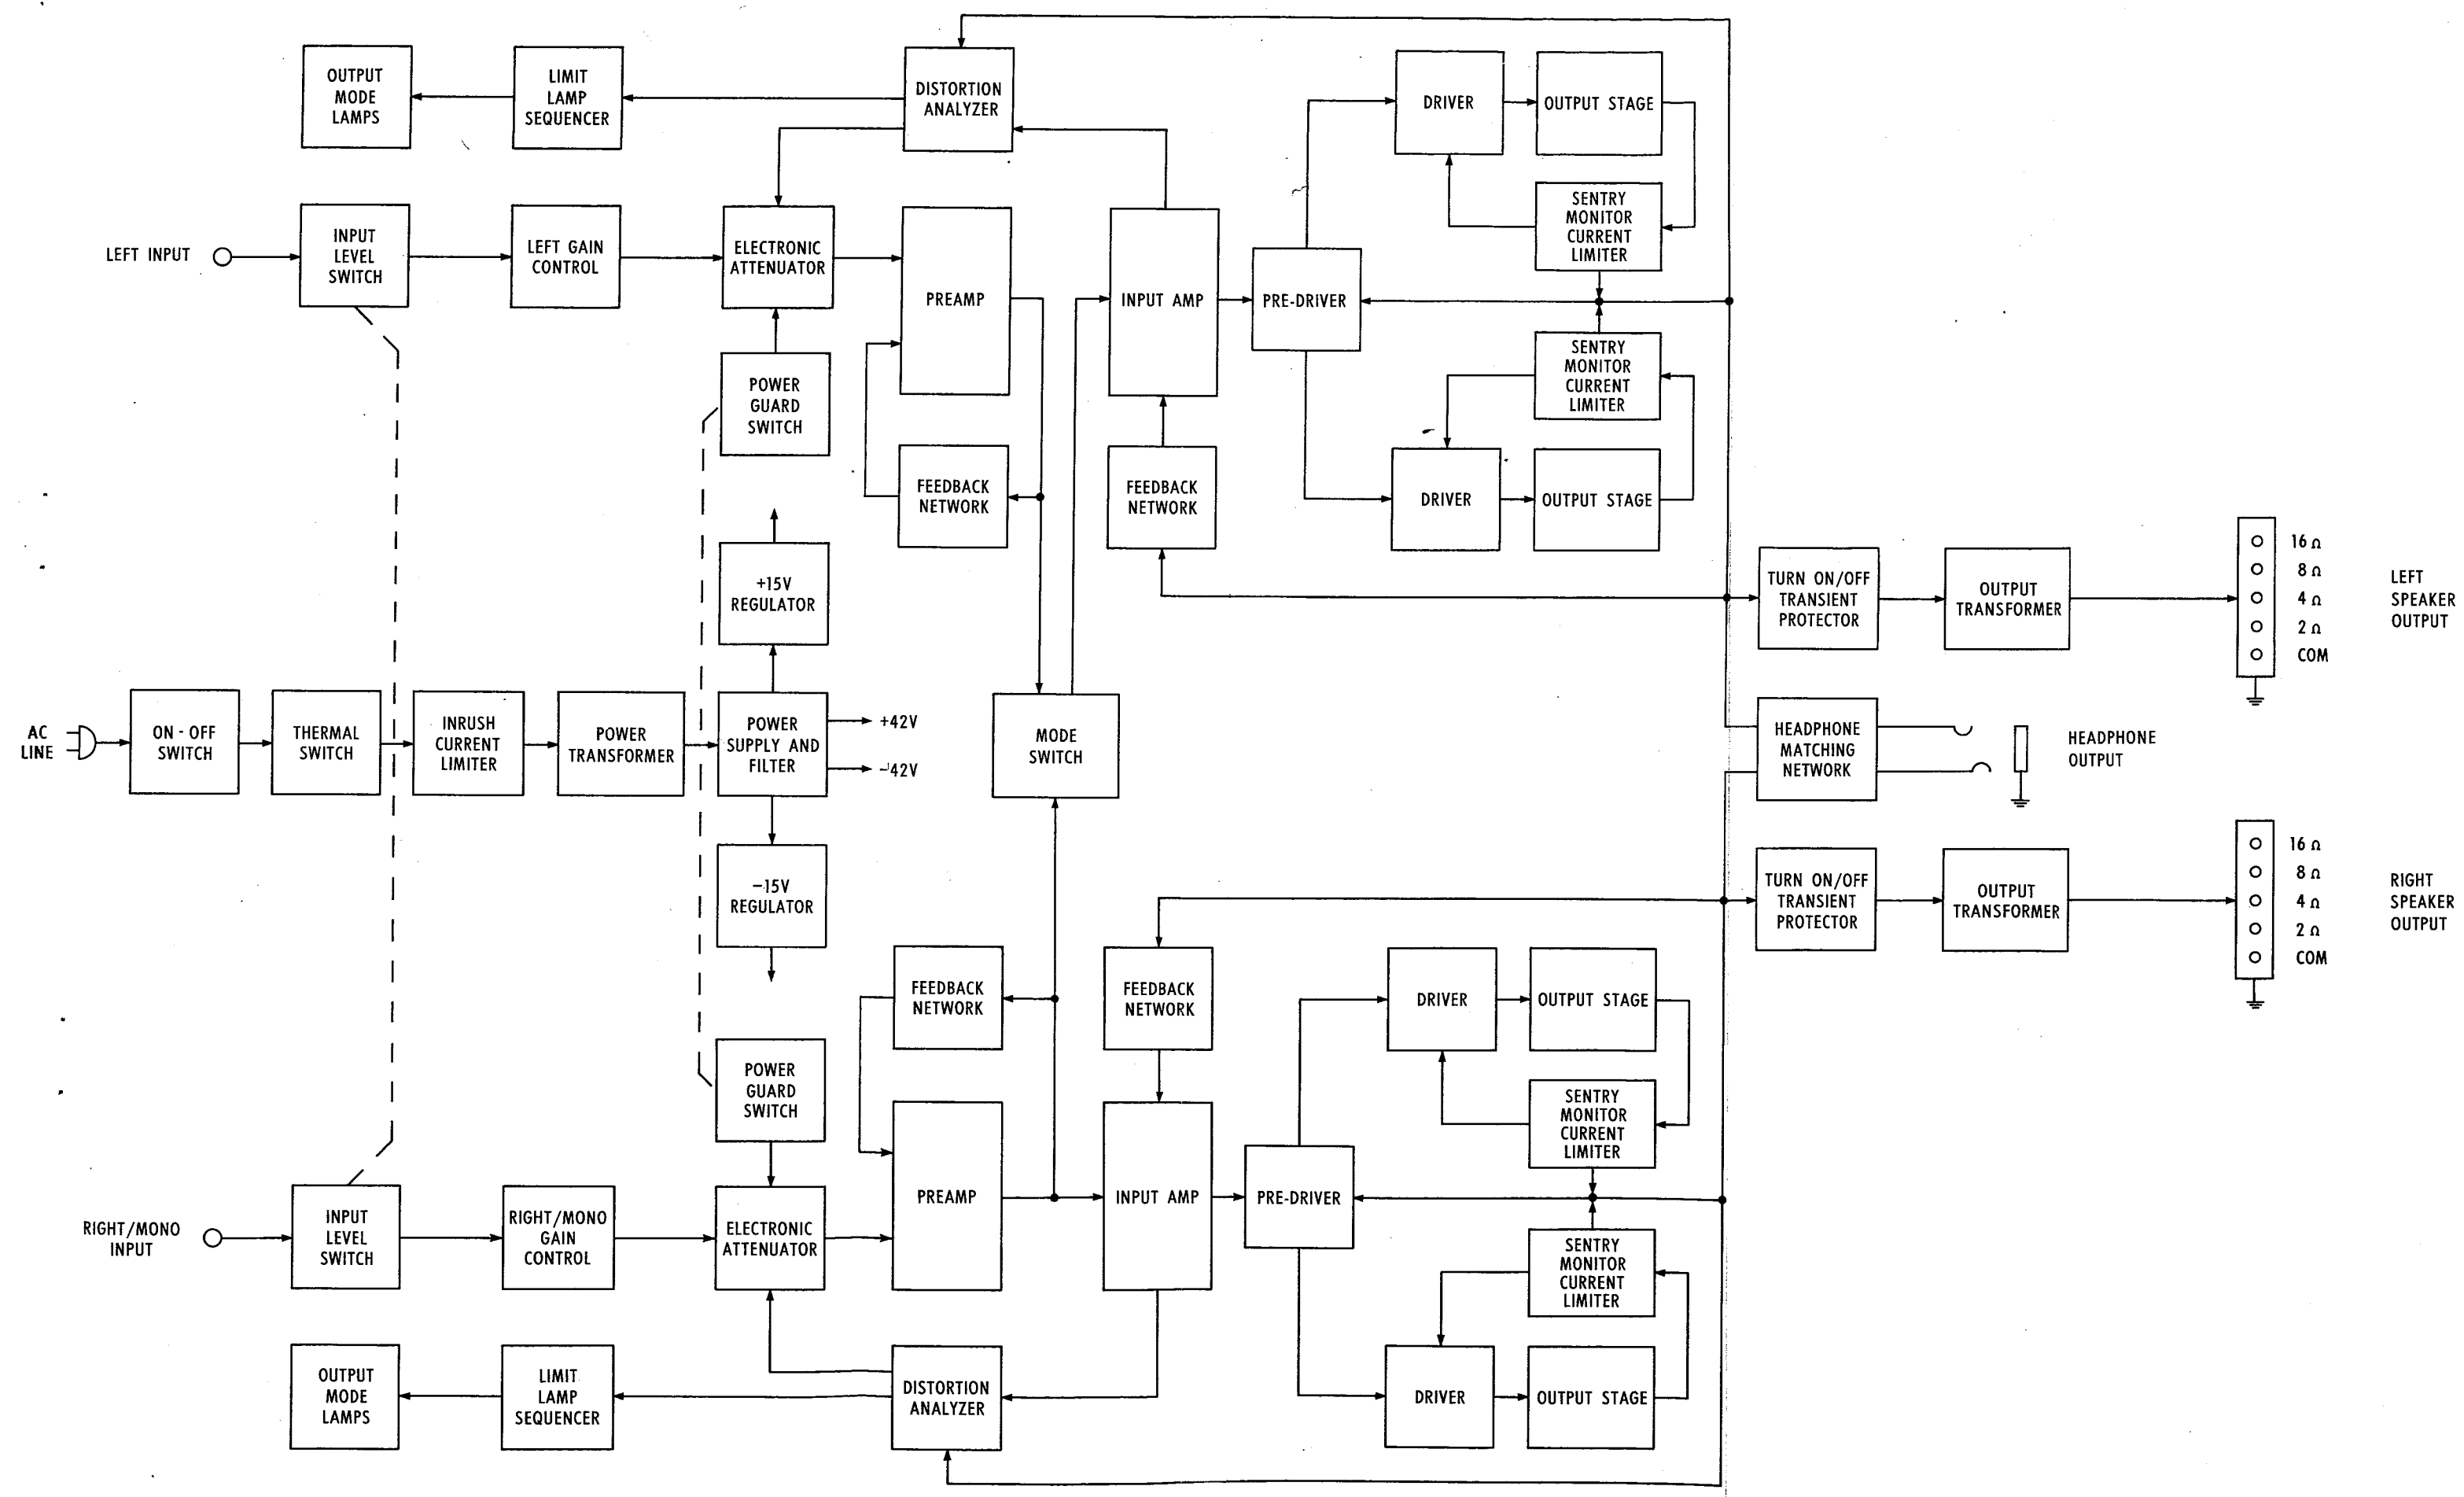 OUTPUT
MODE
LAMPS
LIMIT
LAMP
SEQUENCER
DISTORTION
ANALYZER
DRIVER
OUTPUT STAGE
SENTRY
MONITOR
CURRENT
LIMITER
LEFT INPUT
INPUT
LEVEL
SWITCH
LEFT GAIN
CONTROL
ELECTRONIC
ATTENUATOR
PREAMP
INPUT AMP
PRE-DRIVER
SENTRY
MONITOR
CURRENT
LIMITER
POWER
GUARD
SWITCH
FEEDBACK
NETWORK
FEEDBACK
NETWORK
DRIVER
OUTPUT STAGE
+15V
REGULATOR
TURN ON/OFF
TRANSIENT
PROTECTOR
OUTPUT
TRANSFORMER
16 Ω
8 Ω
4 Ω
2 Ω
COM
LEFT
SPEAKER
OUTPUT
AC
LINE
ON - OFF
SWITCH
THERMAL
SWITCH
INRUSH
CURRENT
LIMITER
POWER
TRANSFORMER
POWER
SUPPLY AND
FILTER
+42V
-42V
MODE
SWITCH
HEADPHONE
MATCHING
NETWORK
HEADPHONE
OUTPUT
-15V
REGULATOR
TURN ON/OFF
TRANSIENT
PROTECTOR
OUTPUT
TRANSFORMER
16 Ω
8 Ω
4 Ω
2 Ω
COM
RIGHT
SPEAKER
OUTPUT
FEEDBACK
NETWORK
FEEDBACK
NETWORK
DRIVER
OUTPUT STAGE
POWER
GUARD
SWITCH
SENTRY
MONITOR
CURRENT
LIMITER
RIGHT/MONO
INPUT
INPUT
LEVEL
SWITCH
RIGHT/MONO
GAIN
CONTROL
ELECTRONIC
ATTENUATOR
PREAMP
INPUT AMP
PRE-DRIVER
SENTRY
MONITOR
CURRENT
LIMITER
OUTPUT
MODE
LAMPS
LIMIT
LAMP
SEQUENCER
DISTORTION
ANALYZER
DRIVER
OUTPUT STAGE